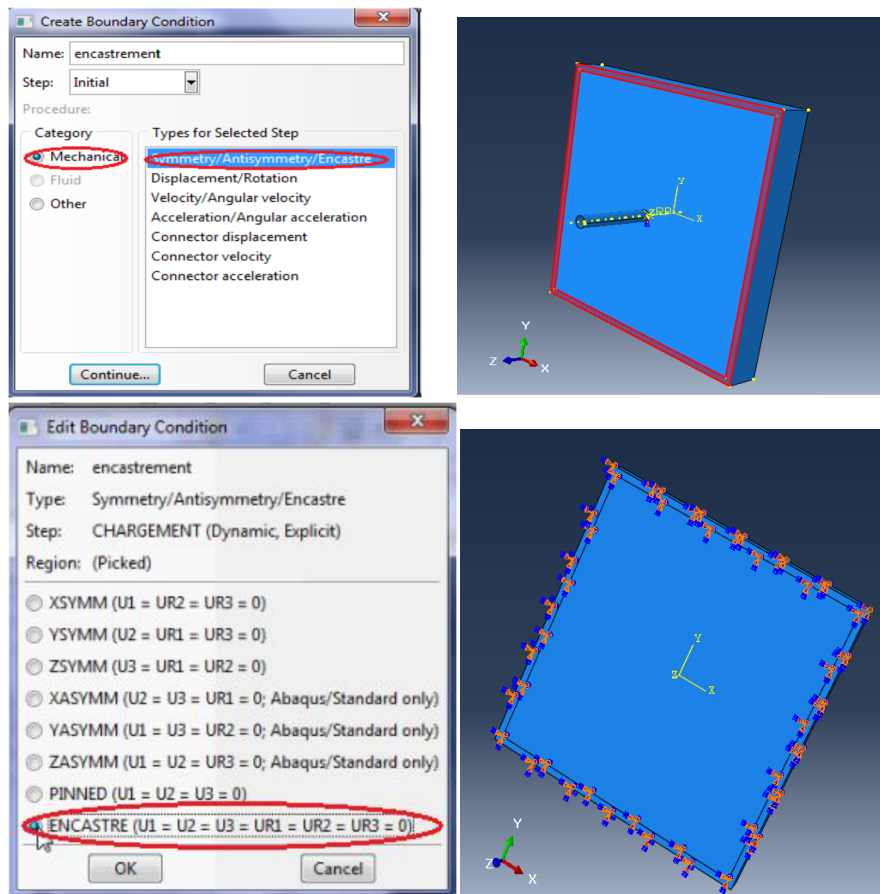 Create Boundary Condition
Name: encastrement
Step: Initial
Procedure:
Category
Types for Selected Step
Mechanical
Fluid
Other
Symmetry/Antisymmetry/Encastre
Displacement/Rotation
Velocity/Angular velocity
Acceleration/Angular acceleration
Connector displacement
Connector velocity
Connector acceleration
Continue...
Cancel
Y
X
RP
Y
Z
X
Edit Boundary Condition
Name: encastrement
Type: Symmetry/Antisymmetry/Encastre
Step: CHARGEMENT (Dynamic, Explicit)
Region: (Picked)
XSYMM (U1 = UR2 = UR3 = 0)
YSYMM (U2 = UR1 = UR3 = 0)
ZSYMM (U3 = UR1 = UR2 = 0)
XASYMM (U2 = U3 = UR1 = 0; Abaqus/Standard only)
YASYMM (U1 = U3 = UR2 = 0; Abaqus/Standard only)
ZASYMM (U1 = U2 = UR3 = 0; Abaqus/Standard only)
PINNED (U1 = U2 = U3 = 0)
ENCASTRE (U1 = U2 = U3 = UR1 = UR2 = UR3 = 0)
OK
Cancel
Y
Z
X
Y
Z
X